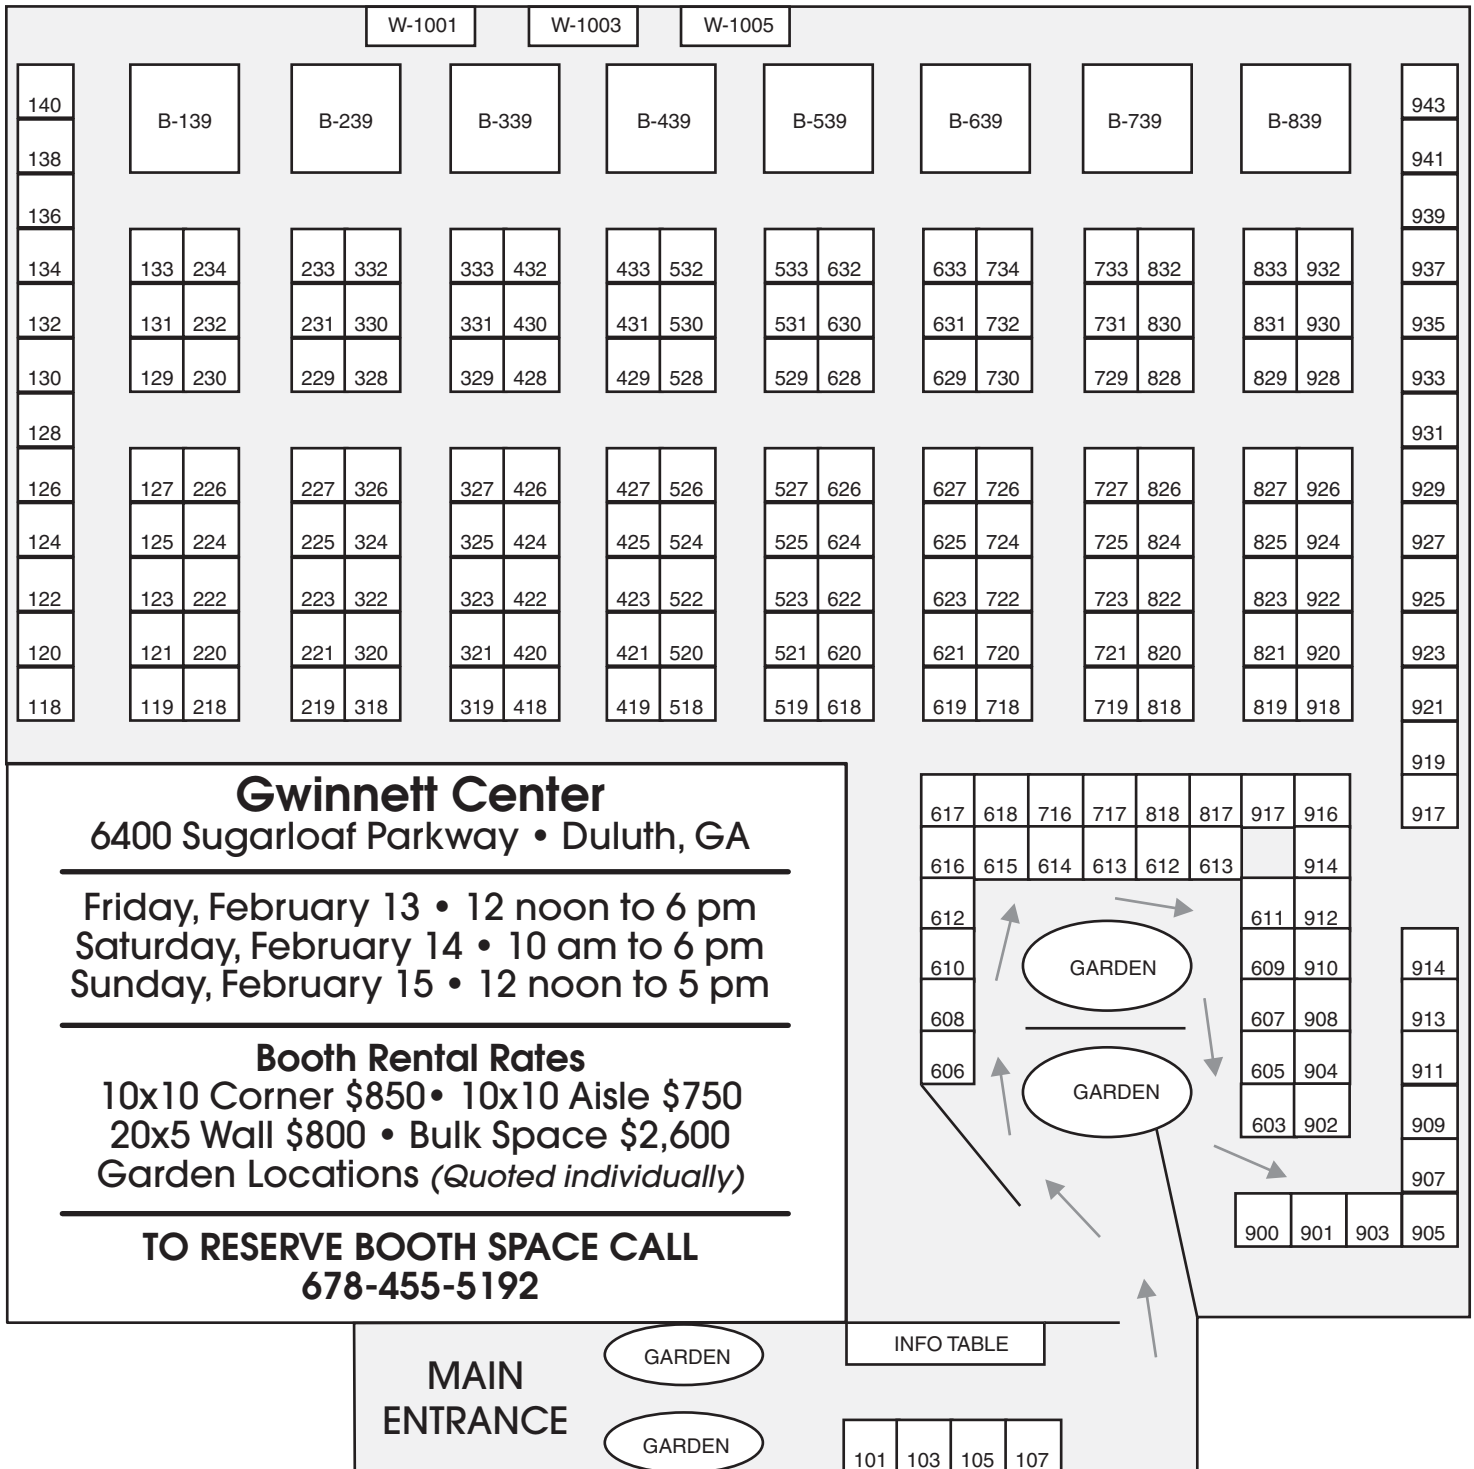 W-1001 W-1003 W-1005
140 B-139 B-239 B-339 B-439 B-539 B-639 B-739 B-839 943
138 941
136 939
134 133 234 233 332 333 432 433 532 533 632 633 734 733 832 833 932 937
132 131 232 231 330 331 430 431 530 531 630 631 732 731 830 831 930 935
130 129 230 229 328 329 428 429 528 529 628 629 730 729 828 829 928 933
128 931
126 127 226 227 326 327 426 427 526 527 626 627 726 727 826 827 926 929
124 125 224 225 324 325 424 425 524 525 624 625 724 725 824 825 924 927
122 123 222 223 322 323 422 423 522 523 622 623 722 723 822 823 922 925
120 121 220 221 320 321 420 421 520 521 620 621 720 721 820 821 920 923
118 119 218 219 318 319 418 419 518 519 618 619 718 719 818 819 918 921
919
Gwinnett Center
6400 Sugarloaf Parkway • Duluth, GA
Friday, February 13 • 12 noon to 6 pm
Saturday, February 14 • 10 am to 6 pm
Sunday, February 15 • 12 noon to 5 pm
Booth Rental Rates
10x10 Corner $850• 10x10 Aisle $750
20x5 Wall $800 • Bulk Space $2,600
Garden Locations (Quoted individually)
TO RESERVE BOOTH SPACE CALL
678-455-5192
617 618 716 717 818 817 917 916 917
616 615 614 613 612 613 914
612 611 912
610 GARDEN 609 910 914
608 607 908 913
606 GARDEN 605 904 911
603 902 909
907
900 901 903 905
INFO TABLE
MAIN
ENTRANCE
GARDEN
GARDEN
101 103 105 107